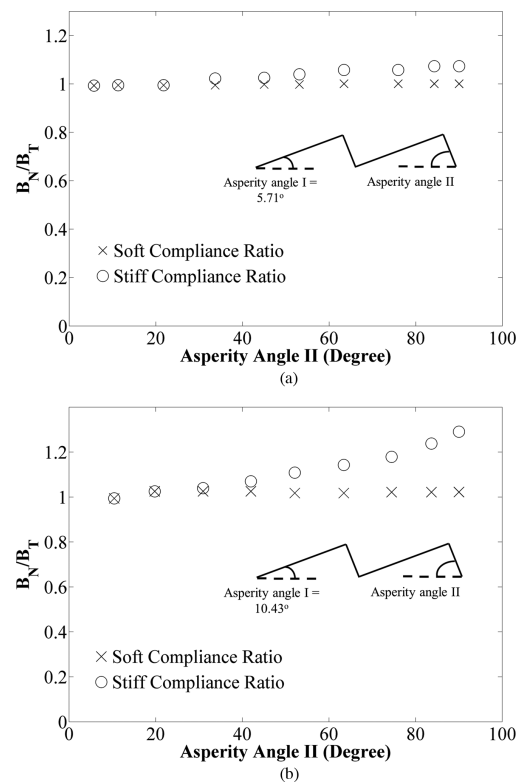 1.2
1
0.8
0.6
0.4
0.2
0
B_N/B_T
Asperity angle I =
5.71°
Asperity angle II
× Soft Compliance Ratio
○ Stiff Compliance Ratio
0 20 40 60 80 100
Asperity Angle II (Degree)
(a)
1.2
1
0.8
0.6
0.4
0.2
0
B_N/B_T
Asperity angle I =
10.43°
Asperity angle II
× Soft Compliance Ratio
○ Stiff Compliance Ratio
0 20 40 60 80 100
Asperity Angle II (Degree)
(b)